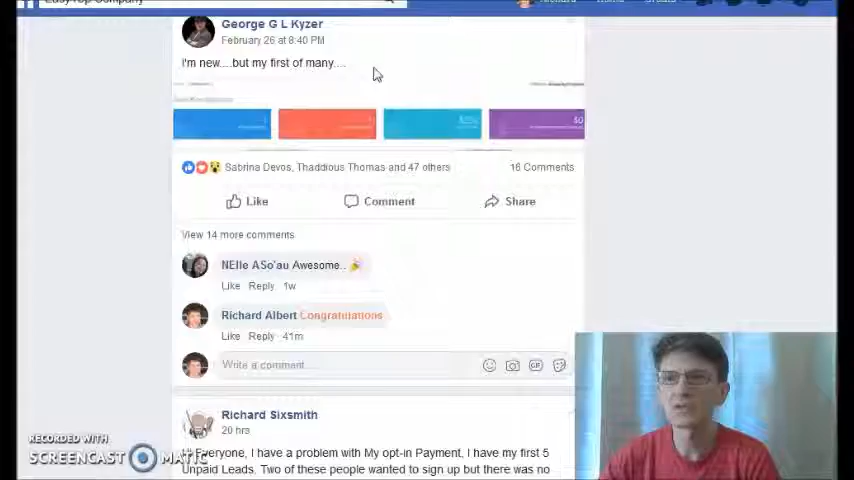 George G L Kyzer
February 26 at 8:40 PM
I'm new....but my first of many....
Sabrina Devos, Thaddious Thomas and 47 others
16 Comments
Like
Comment
Share
View 14 more comments
NElle ASo'au Awesome..
Like Reply 1w
Richard Albert Congratulations
Like Reply 41m
Write a comment...
GIF
Richard Sixsmith
20 hrs
Everyone, I have a problem with My opt-in Payment, I have my first 5
Unpaid Leads, Two of these people wanted to sign up but there was no
RECORDED WITH
SCREENCAST MATIC